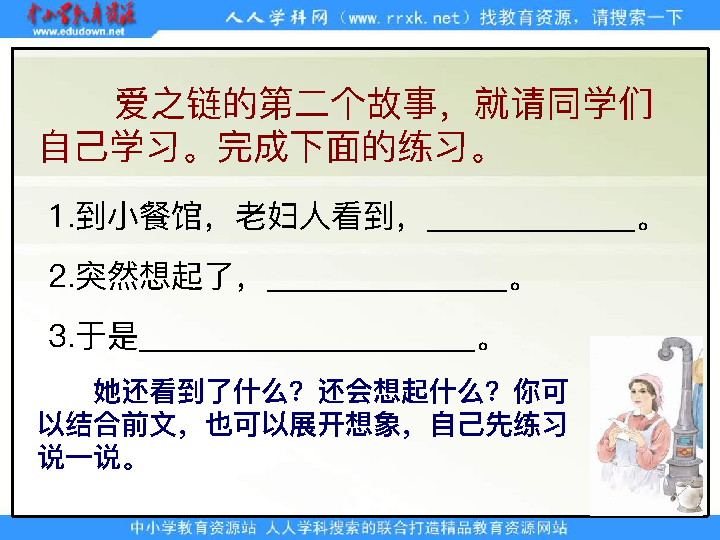 中小学教育资源
www.edudown.net
人人学科网（www.rrxk.net）找教育资源，请搜索一下
爱之链的第二个故事，就请同学们
自己学习。完成下面的练习。
1.到小餐馆，老妇人看到，_____________。
2.突然想起了，_______________。
3.于是_____________________。
她还看到了什么？还会想起什么？你可
以结合前文，也可以展开想象，自己先练习
说一说。
中小学教育资源站 人人学科搜索的联合打造精品教育资源网站